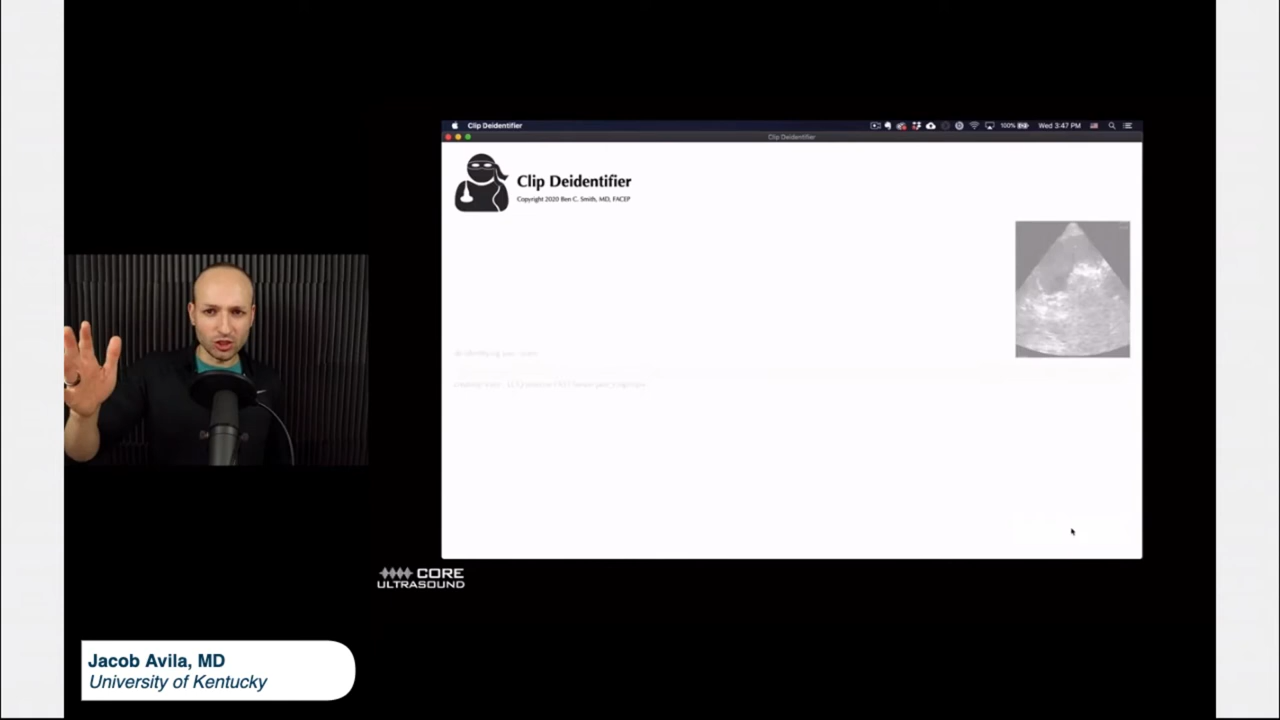 Clip Deidentifier
100%
Wed 3:47 PM
Clip Deidentifier
Clip Deidentifier
Copyright 2020 Ben C. Smith, MD, FACEP
CORE
ULTRASOUND
Jacob Avila, MD
University of Kentucky